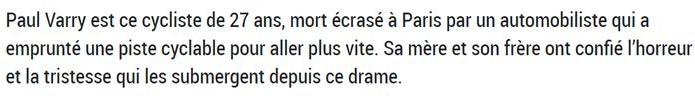 Paul Varry est ce cycliste de 27 ans, mort écrasé à Paris par un automobiliste qui a
emprunté une piste cyclable pour aller plus vite. Sa mère et son frère ont confié l’horreur
et la tristesse qui les submergent depuis ce drame.